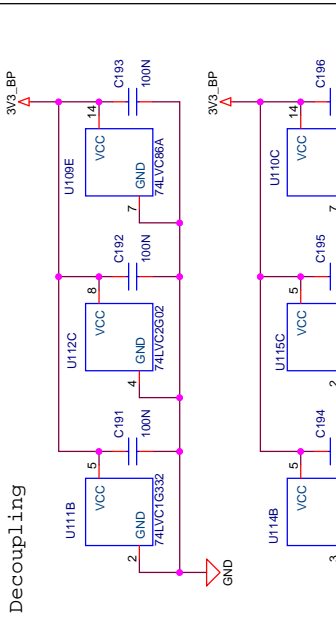 Decoupling
3V3_BP
U111B
5
VCC
GND
2
74LVC1G332
C191
100N
U112C
8
VCC
GND
4
74LVC2G02
C192
100N
U109E
14
VCC
GND
7
74LVC86A
C193
100N
GND
3V3_BP
U114B
5
VCC
3
C194
U115C
5
VCC
2
C195
U110C
14
VCC
7
C196